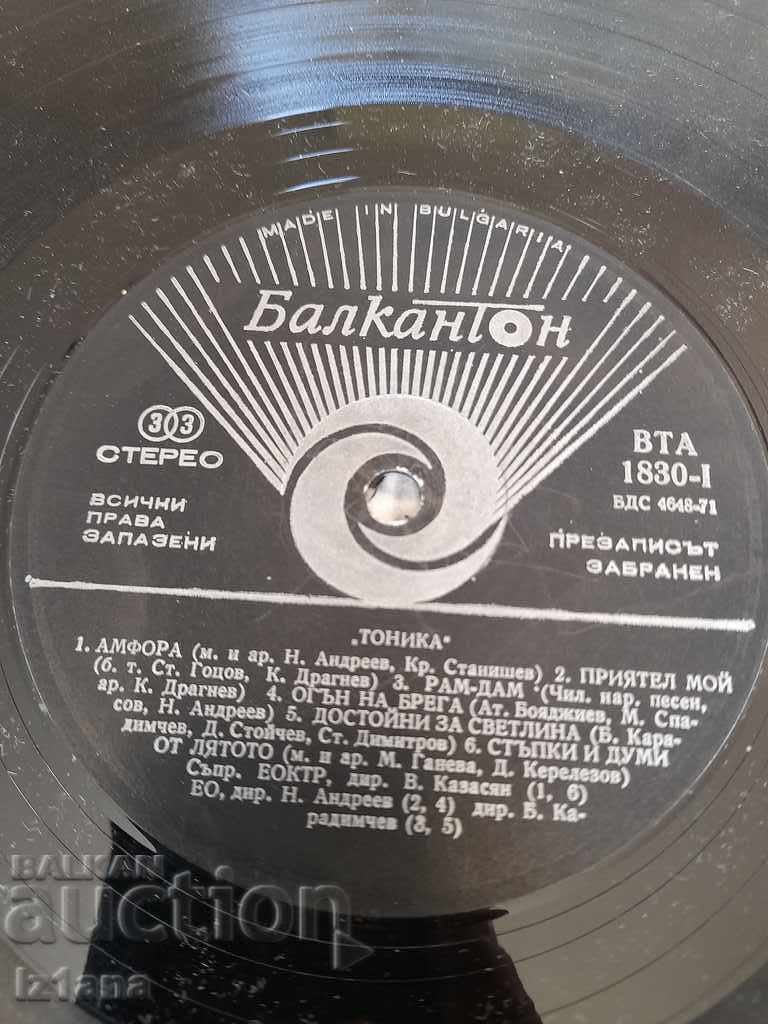 MADE IN BULGARIA
Балкантон
33
СТЕРЕО
ВСИЧНИ
ПРАВА
ЗАПАЗЕНИ
ВТА
1830-I
БДС 4648-71
ПРЕЗАПИСЪТ
ЗАБРАНЕН
„ТОНИКА“
1. АМФОРА (м. и ар. Н. Андреев, Кр. Станишев) 2. ПРИЯТЕЛ МОЙ
(б. т. Ст. Гоцов, К. Драгнев) 3. РАМ-ДАМ (Чил. нар. песен,
ар. К. Драгнев) 4. ОГЪН НА БРЕГА (Ат. Бояджиев, М. Спа-
сов, Н. Андреев) 5. ДОСТОЙНИ ЗА СВЕТЛИНА (Б. Кара-
димчев, Д. Стойчев, Ст. Димитров) 6. СТЪПКИ И ДУМИ
ОТ ЛЯТОТО (м. и ар. М. Ганева, Д. Керелезов)
Съпр. ЕОКТР, дир. В. Казасян (1, 6)
ЕО, дир. Н. Андреев (2, 4) дир. Б. Ка-
радимчев (3, 5)
BALKAN
auction
iz1ana